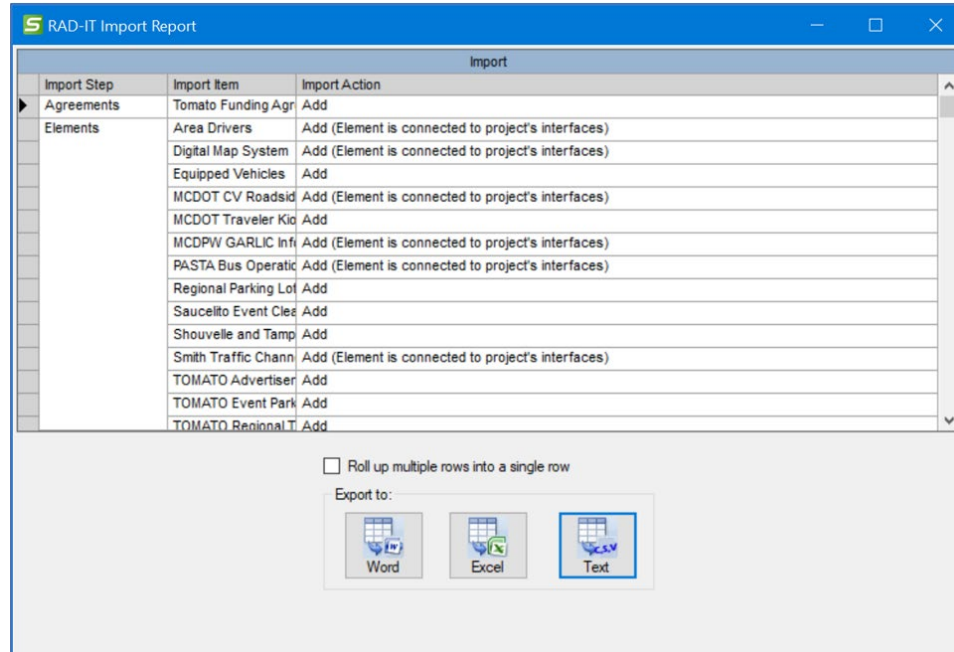 RAD-IT Import Report
Import
Import Step Import Item Import Action
Agreements Tomato Funding Agr Add
Elements Area Drivers Add (Element is connected to project's interfaces)
Digital Map System Add (Element is connected to project's interfaces)
Equipped Vehicles Add
MCDOT CV Roadsid Add (Element is connected to project's interfaces)
MCDOT Traveler Kio Add
MCDPW GARLIC Inf Add (Element is connected to project's interfaces)
PASTA Bus Operatic Add (Element is connected to project's interfaces)
Regional Parking Lot Add
Saucelito Event Clea Add
Shouvelle and Tamp Add
Smith Traffic Chann Add (Element is connected to project's interfaces)
TOMATO Advertiser Add
TOMATO Event Park Add
TOMATO Regional T Add
Roll up multiple rows into a single row
Export to:
Word Excel Text